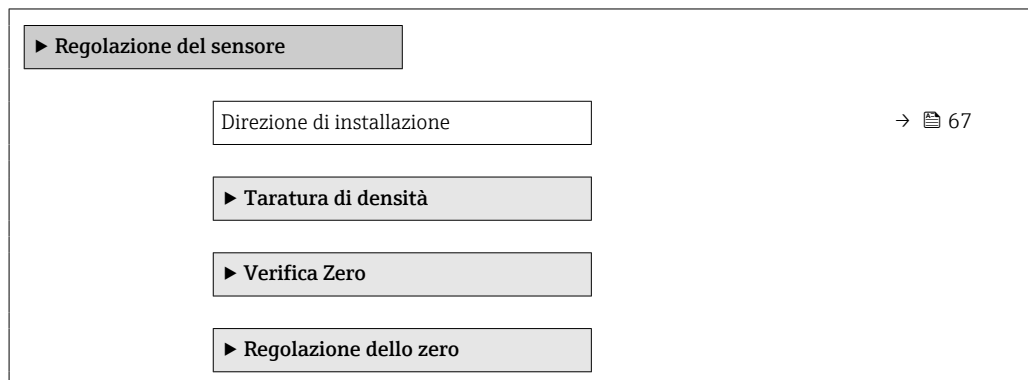 ▶ Regolazione del sensore
Direzione di installazione → 67
▶ Taratura di densità
▶ Verifica Zero
▶ Regolazione dello zero